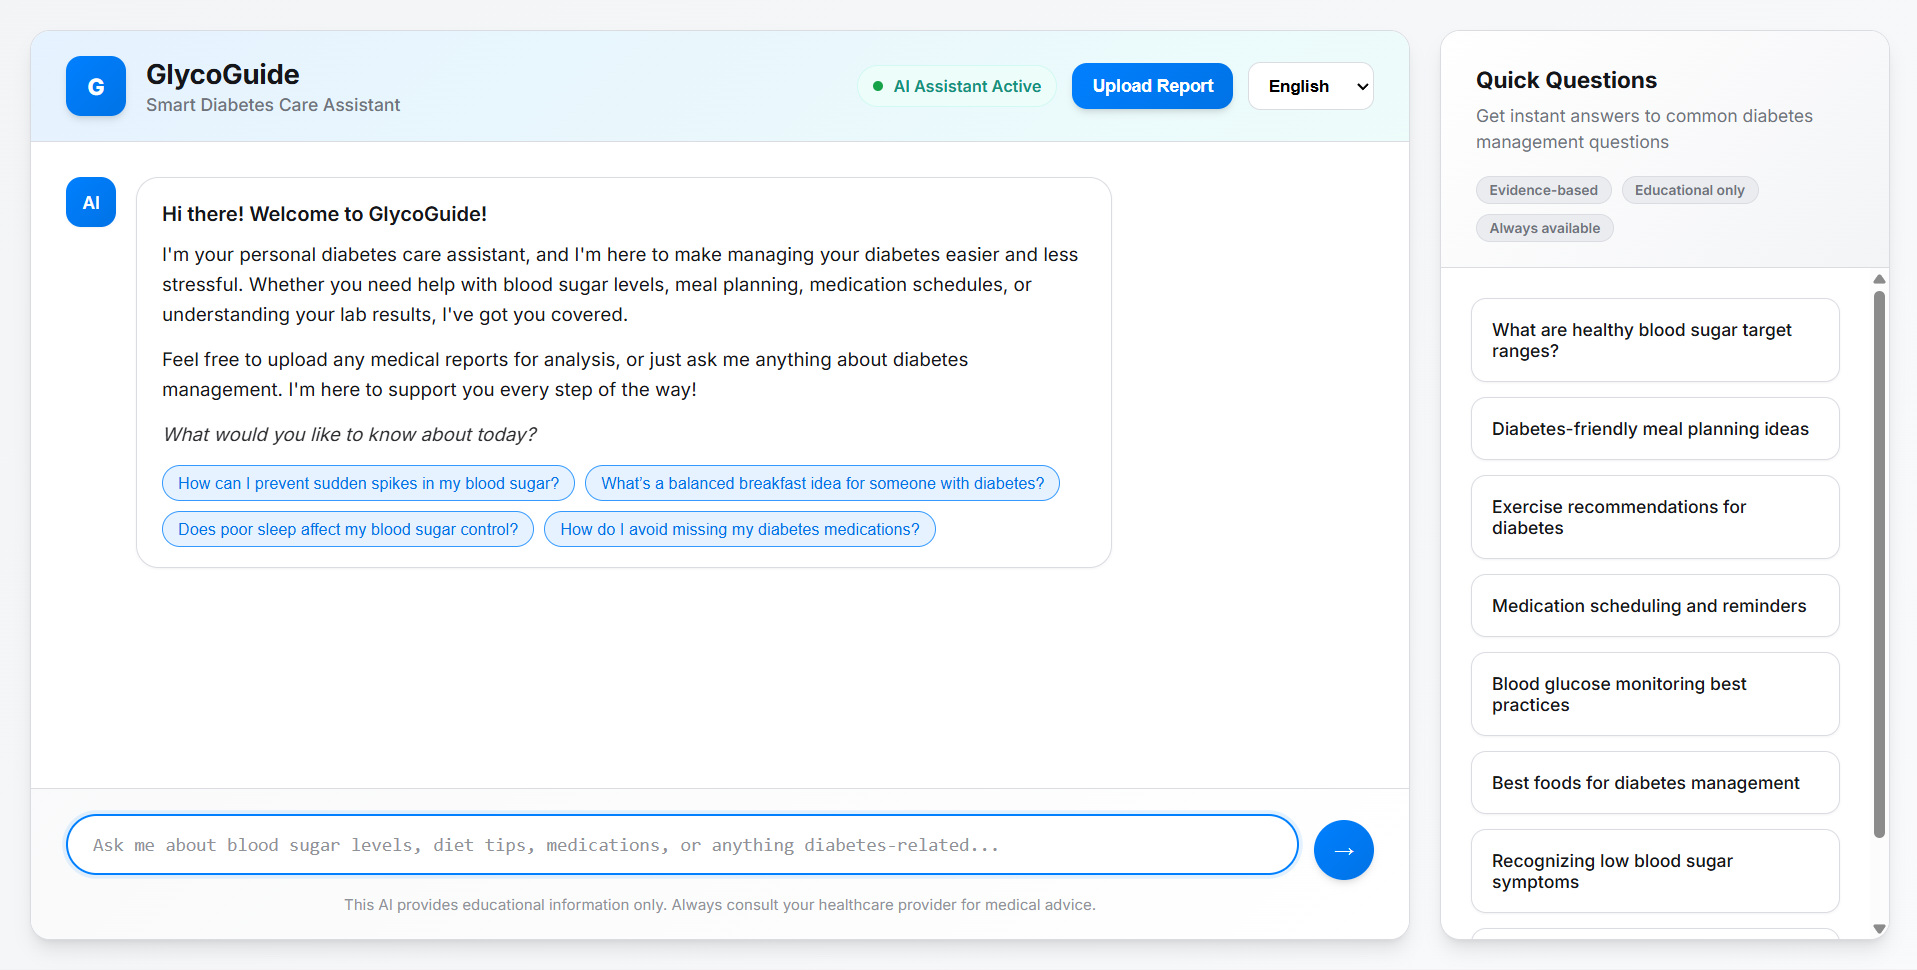 G
GlycoGuide
Smart Diabetes Care Assistant
AI Assistant Active
Upload Report
English
AI
Hi there! Welcome to GlycoGuide!
I'm your personal diabetes care assistant, and I'm here to make managing your diabetes easier and less
stressful. Whether you need help with blood sugar levels, meal planning, medication schedules, or
understanding your lab results, I've got you covered.
Feel free to upload any medical reports for analysis, or just ask me anything about diabetes
management. I'm here to support you every step of the way!
What would you like to know about today?
How can I prevent sudden spikes in my blood sugar?
What's a balanced breakfast idea for someone with diabetes?
Does poor sleep affect my blood sugar control?
How do I avoid missing my diabetes medications?
Ask me about blood sugar levels, diet tips, medications, or anything diabetes-related...
→
This AI provides educational information only. Always consult your healthcare provider for medical advice.
Quick Questions
Get instant answers to common diabetes
management questions
Evidence-based
Educational only
Always available
What are healthy blood sugar target
ranges?
Diabetes-friendly meal planning ideas
Exercise recommendations for
diabetes
Medication scheduling and reminders
Blood glucose monitoring best
practices
Best foods for diabetes management
Recognizing low blood sugar
symptoms